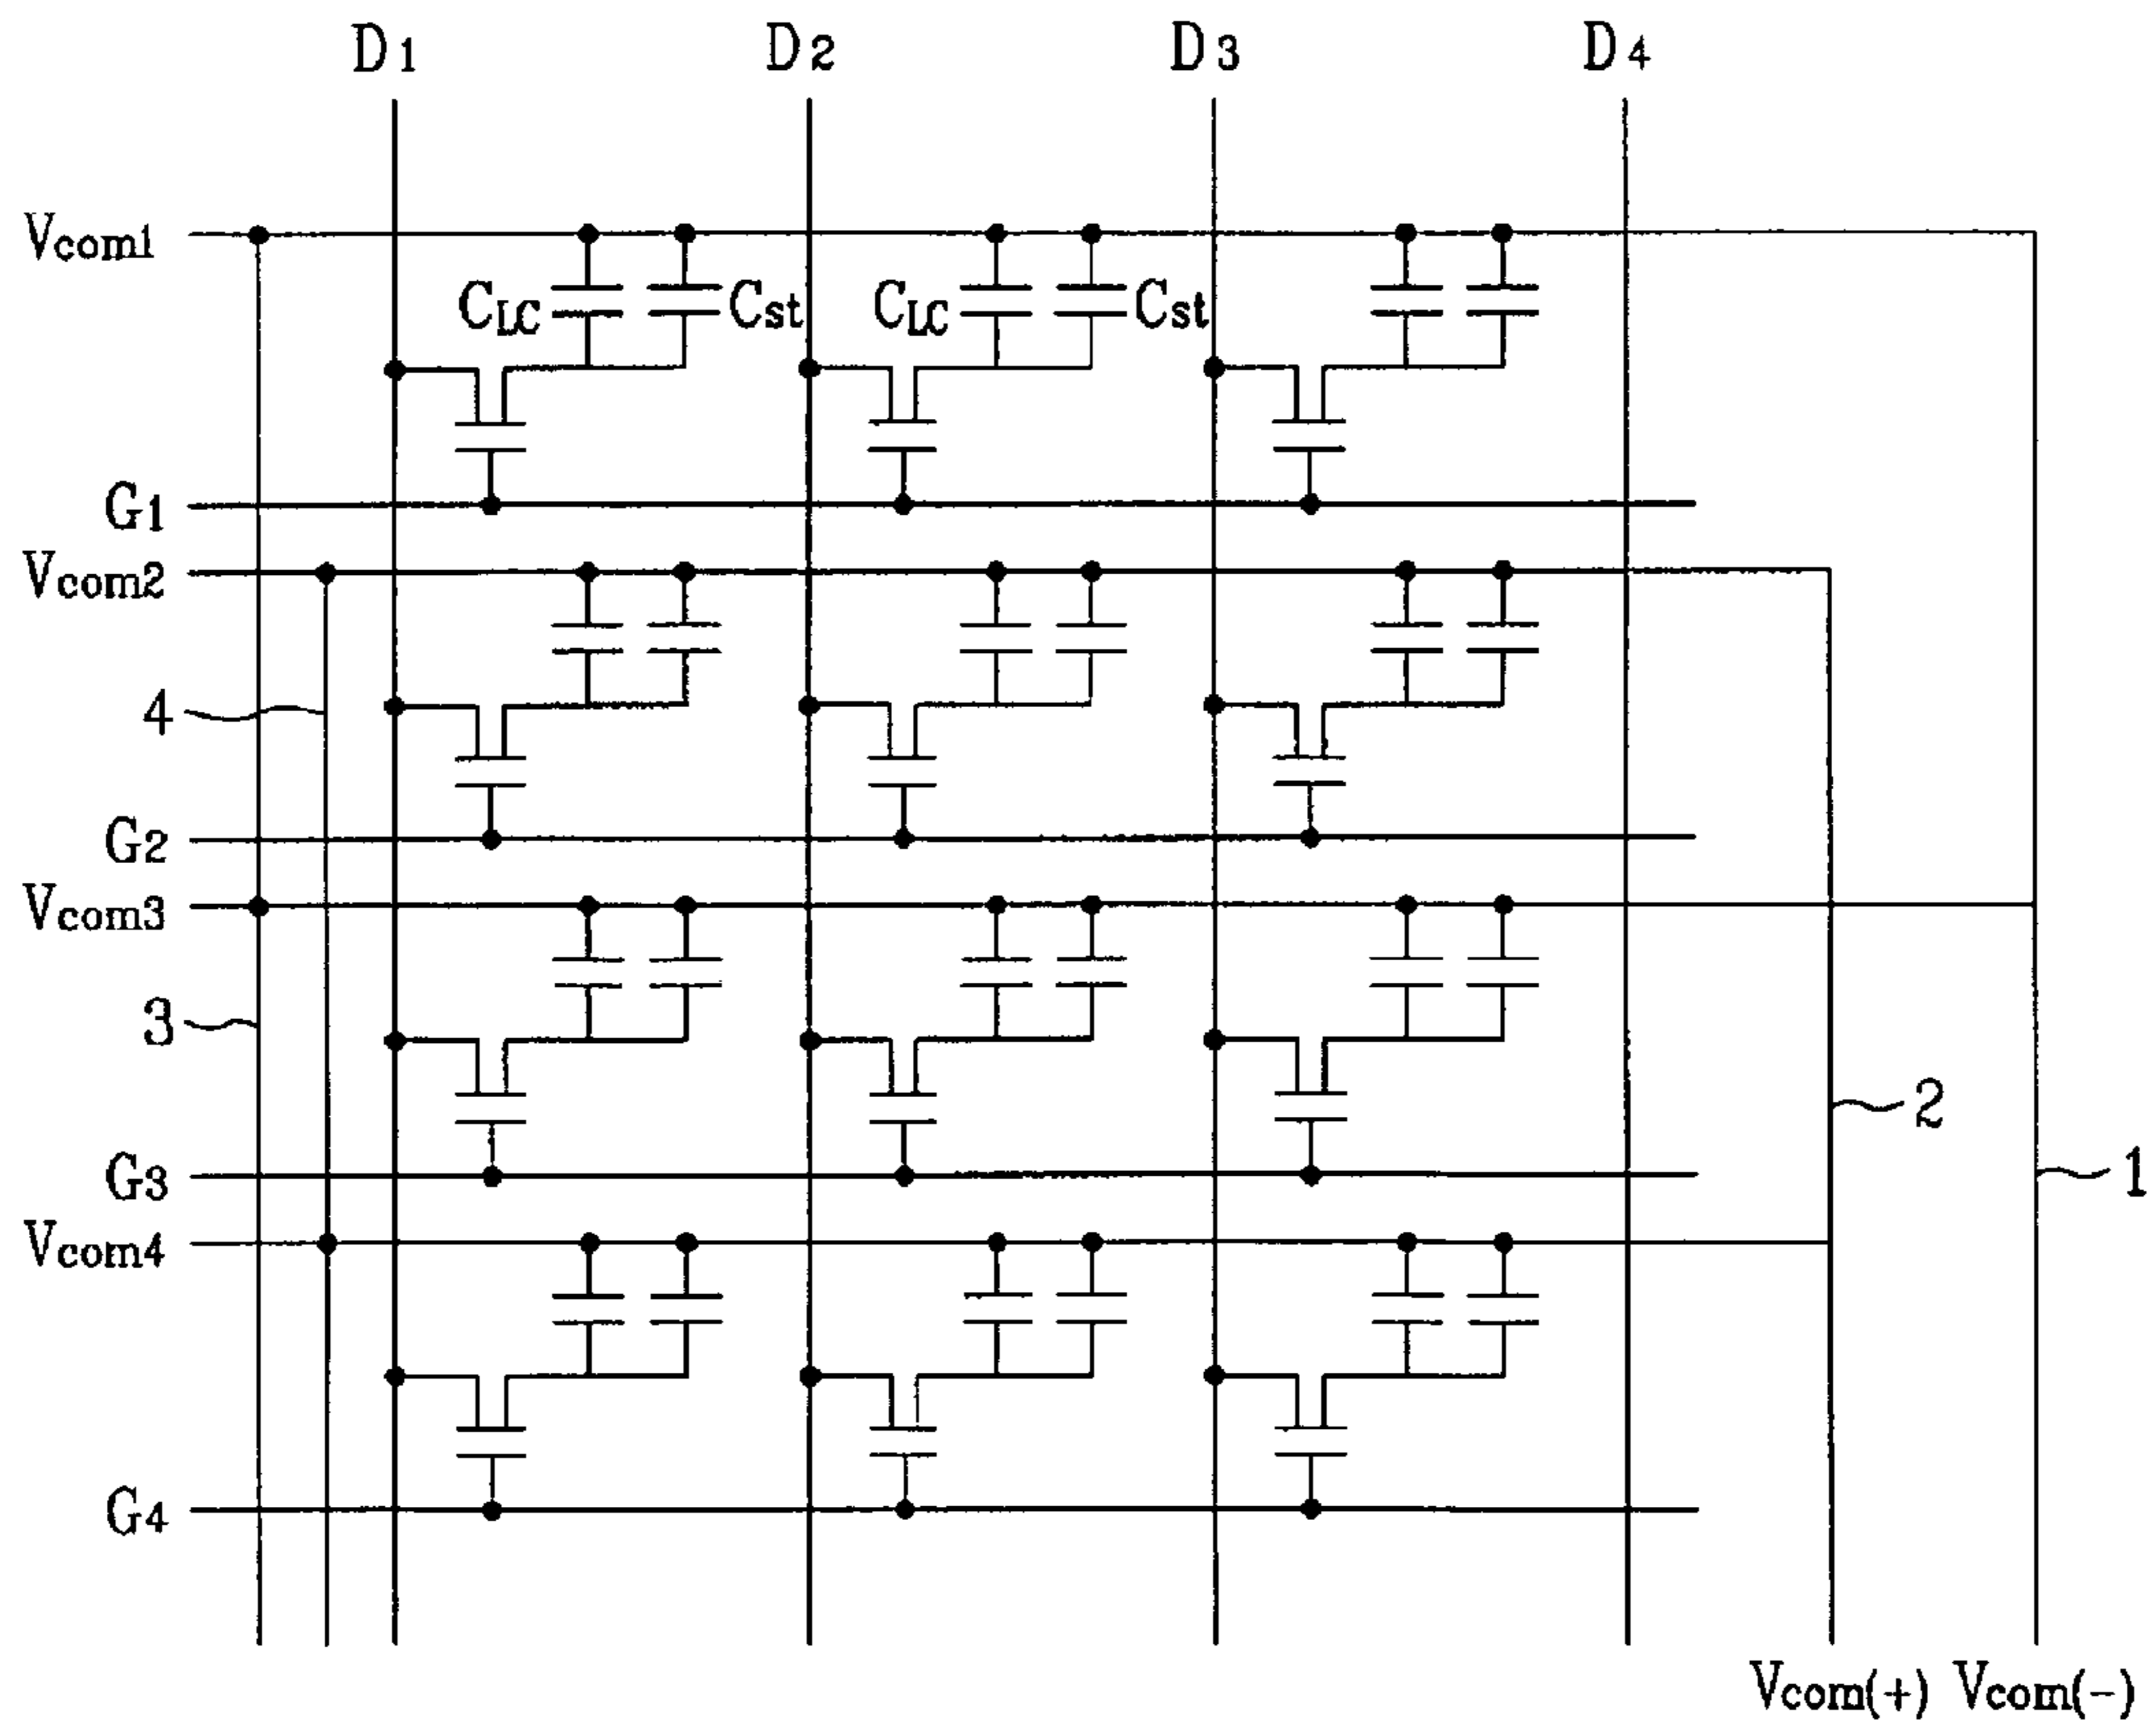 D1 D2 D3 D4
Vcom1
CLC Cst CLC Cst
G1
Vcom2
4
G2
Vcom3
3
2
G3
1
Vcom4
G4
Vcom(+) Vcom(-)